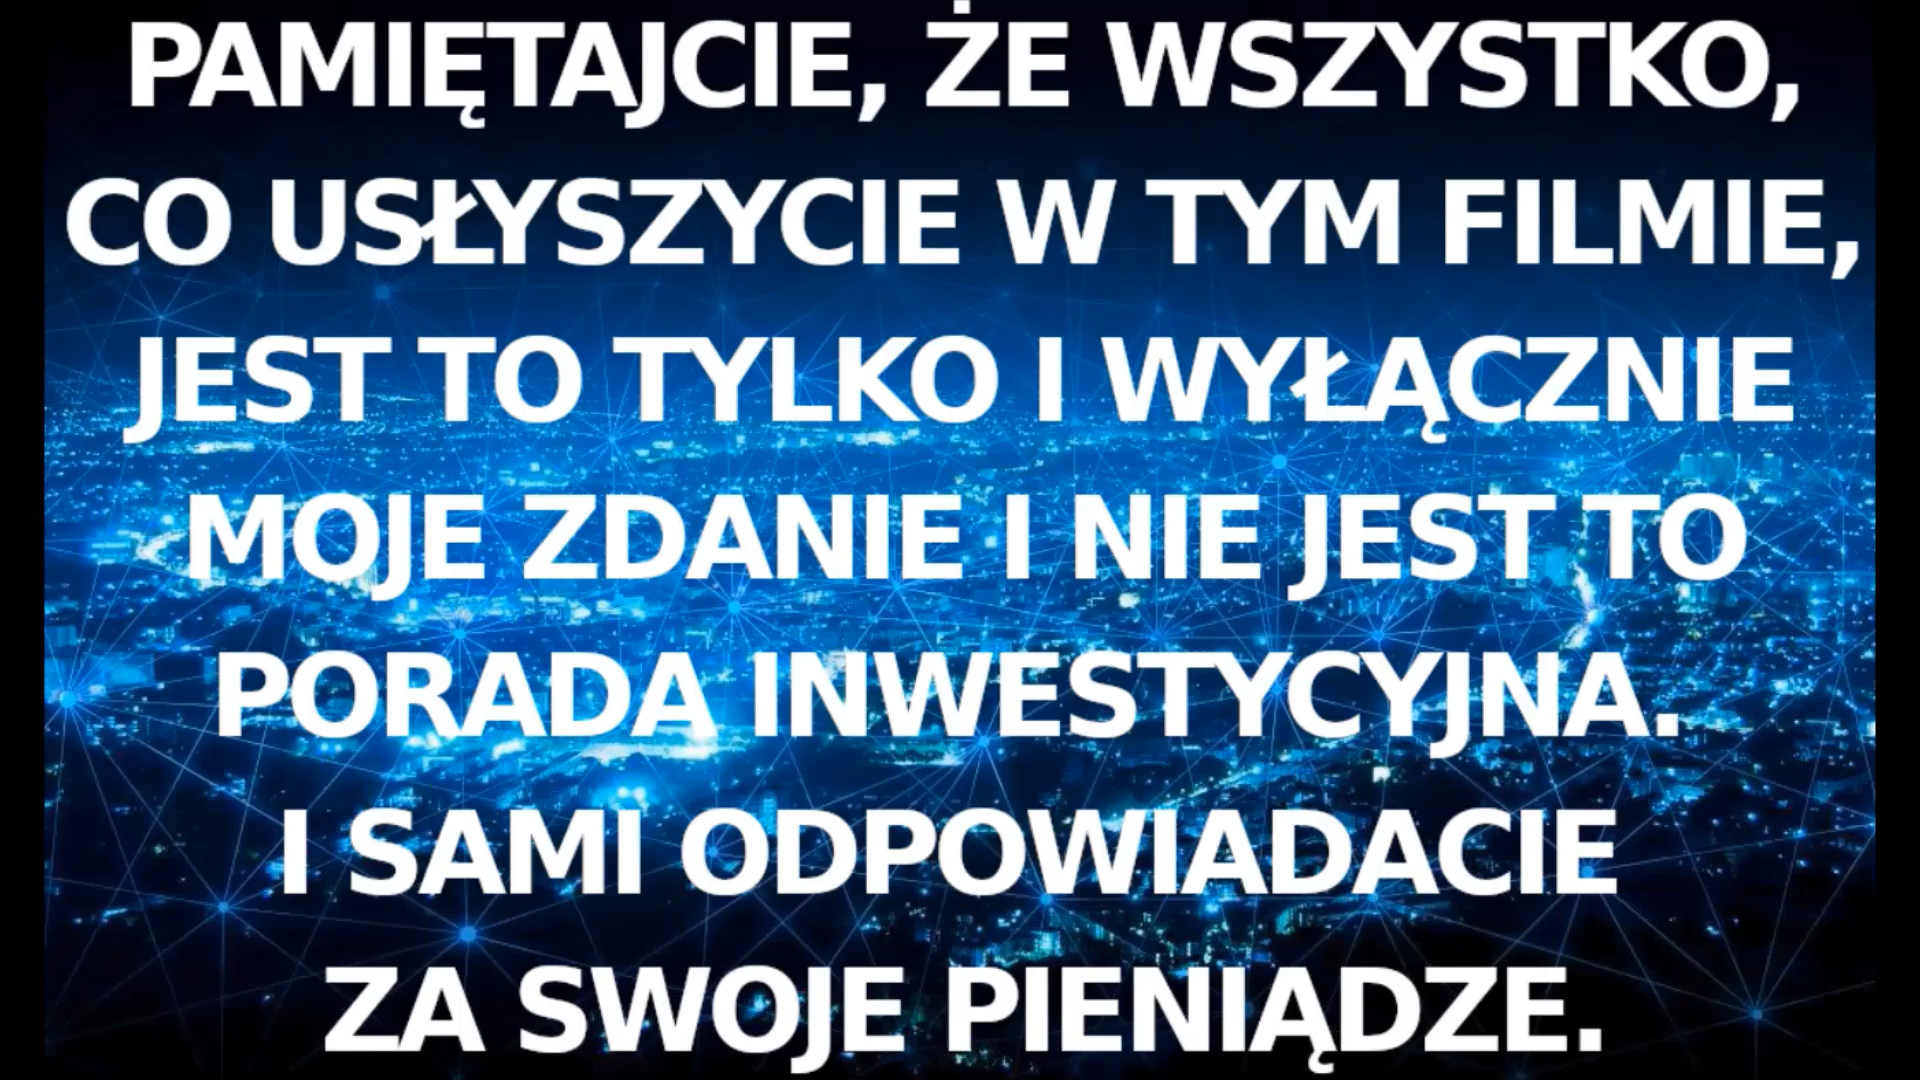 PAMIĘTAJCIE, ŻE WSZYSTKO,
CO USŁYSZYCIE W TYM FILMIE,
JEST TO TYLKO I WYŁĄCZNIE
MOJE ZDANIE I NIE JEST TO
PORADA INWESTYCYJNA.
I SAMI ODPOWIADACIE
ZA SWOJE PIENIĄDZE.